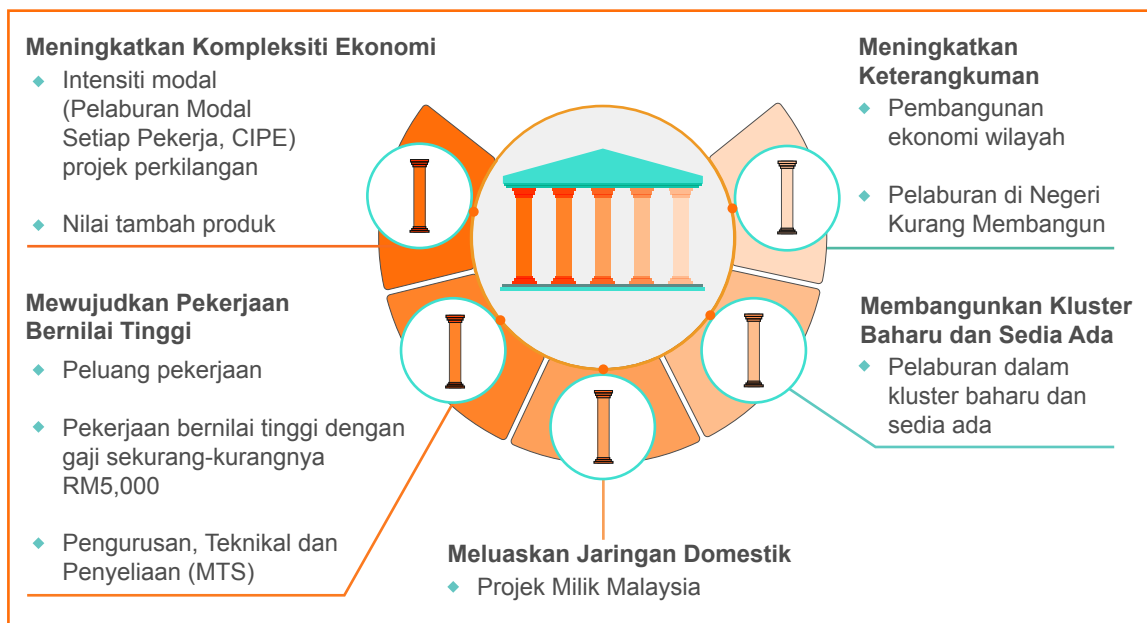 Meningkatkan Kompleksiti Ekonomi
Intensiti modal
(Pelaburan Modal
Setiap Pekerja, CIPE)
projek perkilangan
Nilai tambah produk
Mewujudkan Pekerjaan
Bernilai Tinggi
Peluang pekerjaan
Pekerjaan bernilai tinggi dengan
gaji sekurang-kurangnya
RM5,000
Pengurusan, Teknikal dan
Penyeliaan (MTS)
Meluaskan Jaringan Domestik
Projek Milik Malaysia
Membangunkan Kluster
Baharu dan Sedia Ada
Pelaburan dalam
kluster baharu dan
sedia ada
Meningkatkan
Keterangkuman
Pembangunan
ekonomi wilayah
Pelaburan di Negeri
Kurang Membangun